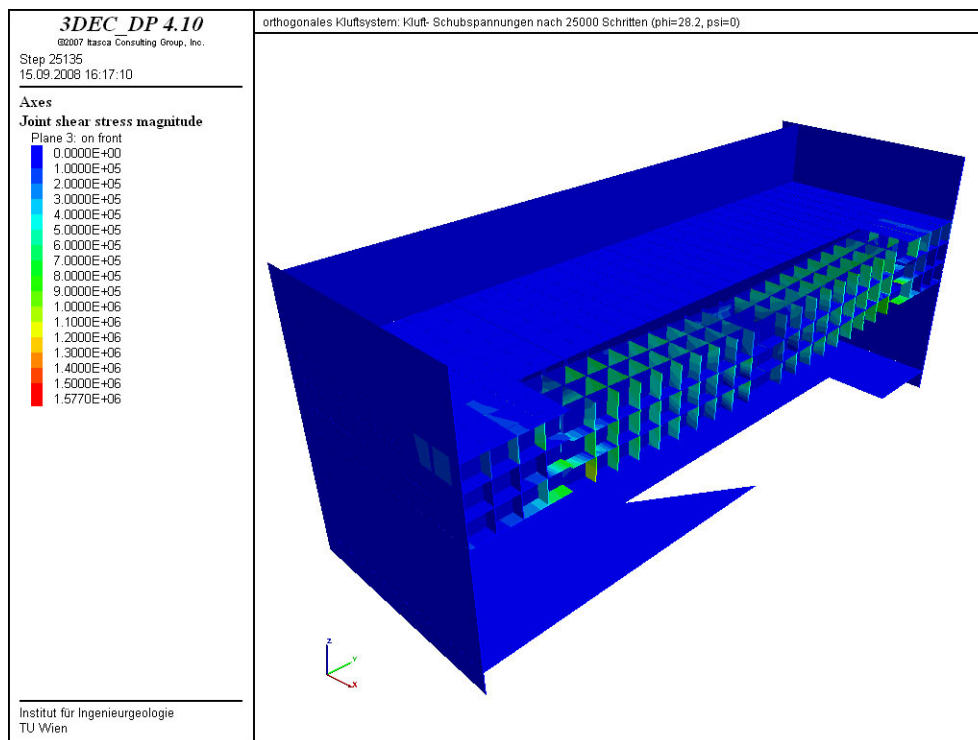 3DEC_DP 4.10
©2007 Itasca Consulting Group, Inc.
Step 25135
15.09.2008 16:17:10
Axes
Joint shear stress magnitude
Plane 3: on front
0.0000E+00
1.0000E+05
2.0000E+05
3.0000E+05
4.0000E+05
5.0000E+05
6.0000E+05
7.0000E+05
8.0000E+05
9.0000E+05
1.0000E+06
1.1000E+06
1.2000E+06
1.3000E+06
1.4000E+06
1.5000E+06
1.5770E+06
Institut für Ingenieurgeologie
TU Wien
orthogonales Kluftsystem: Kluft- Schubspannungen nach 25000 Schritten (phi=28.2, psi=0)
Z
Y
X